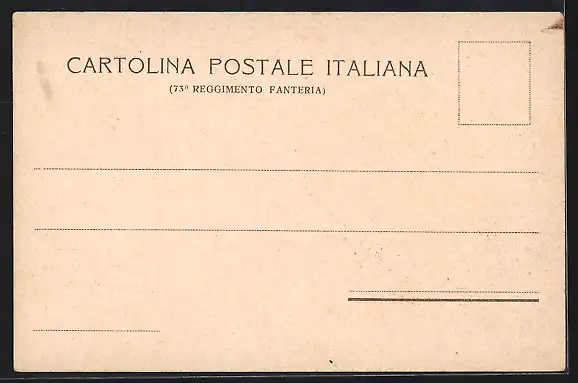 CARTOLINA POSTALE ITALIANA
(73º REGGIMENTO FANTERIA)